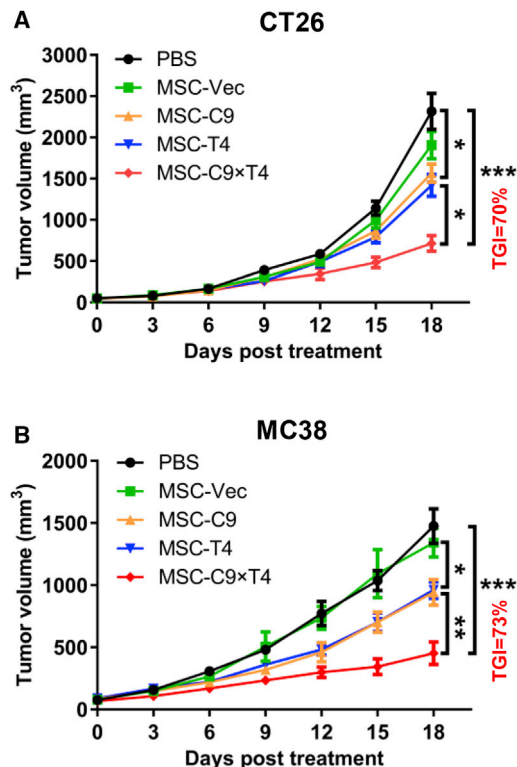 A
CT26
3000
2500
2000
1500
1000
500
0
Tumor volume (mm³)
PBS
MSC-Vec
MSC-C9
MSC-T4
MSC-C9×T4
*
*
***
TGI=70%
0 3 6 9 12 15 18
Days post treatment
B
MC38
2000
1500
1000
500
0
Tumor volume (mm³)
PBS
MSC-Vec
MSC-C9
MSC-T4
MSC-C9×T4
*
**
***
TGI=73%
0 3 6 9 12 15 18
Days post treatment